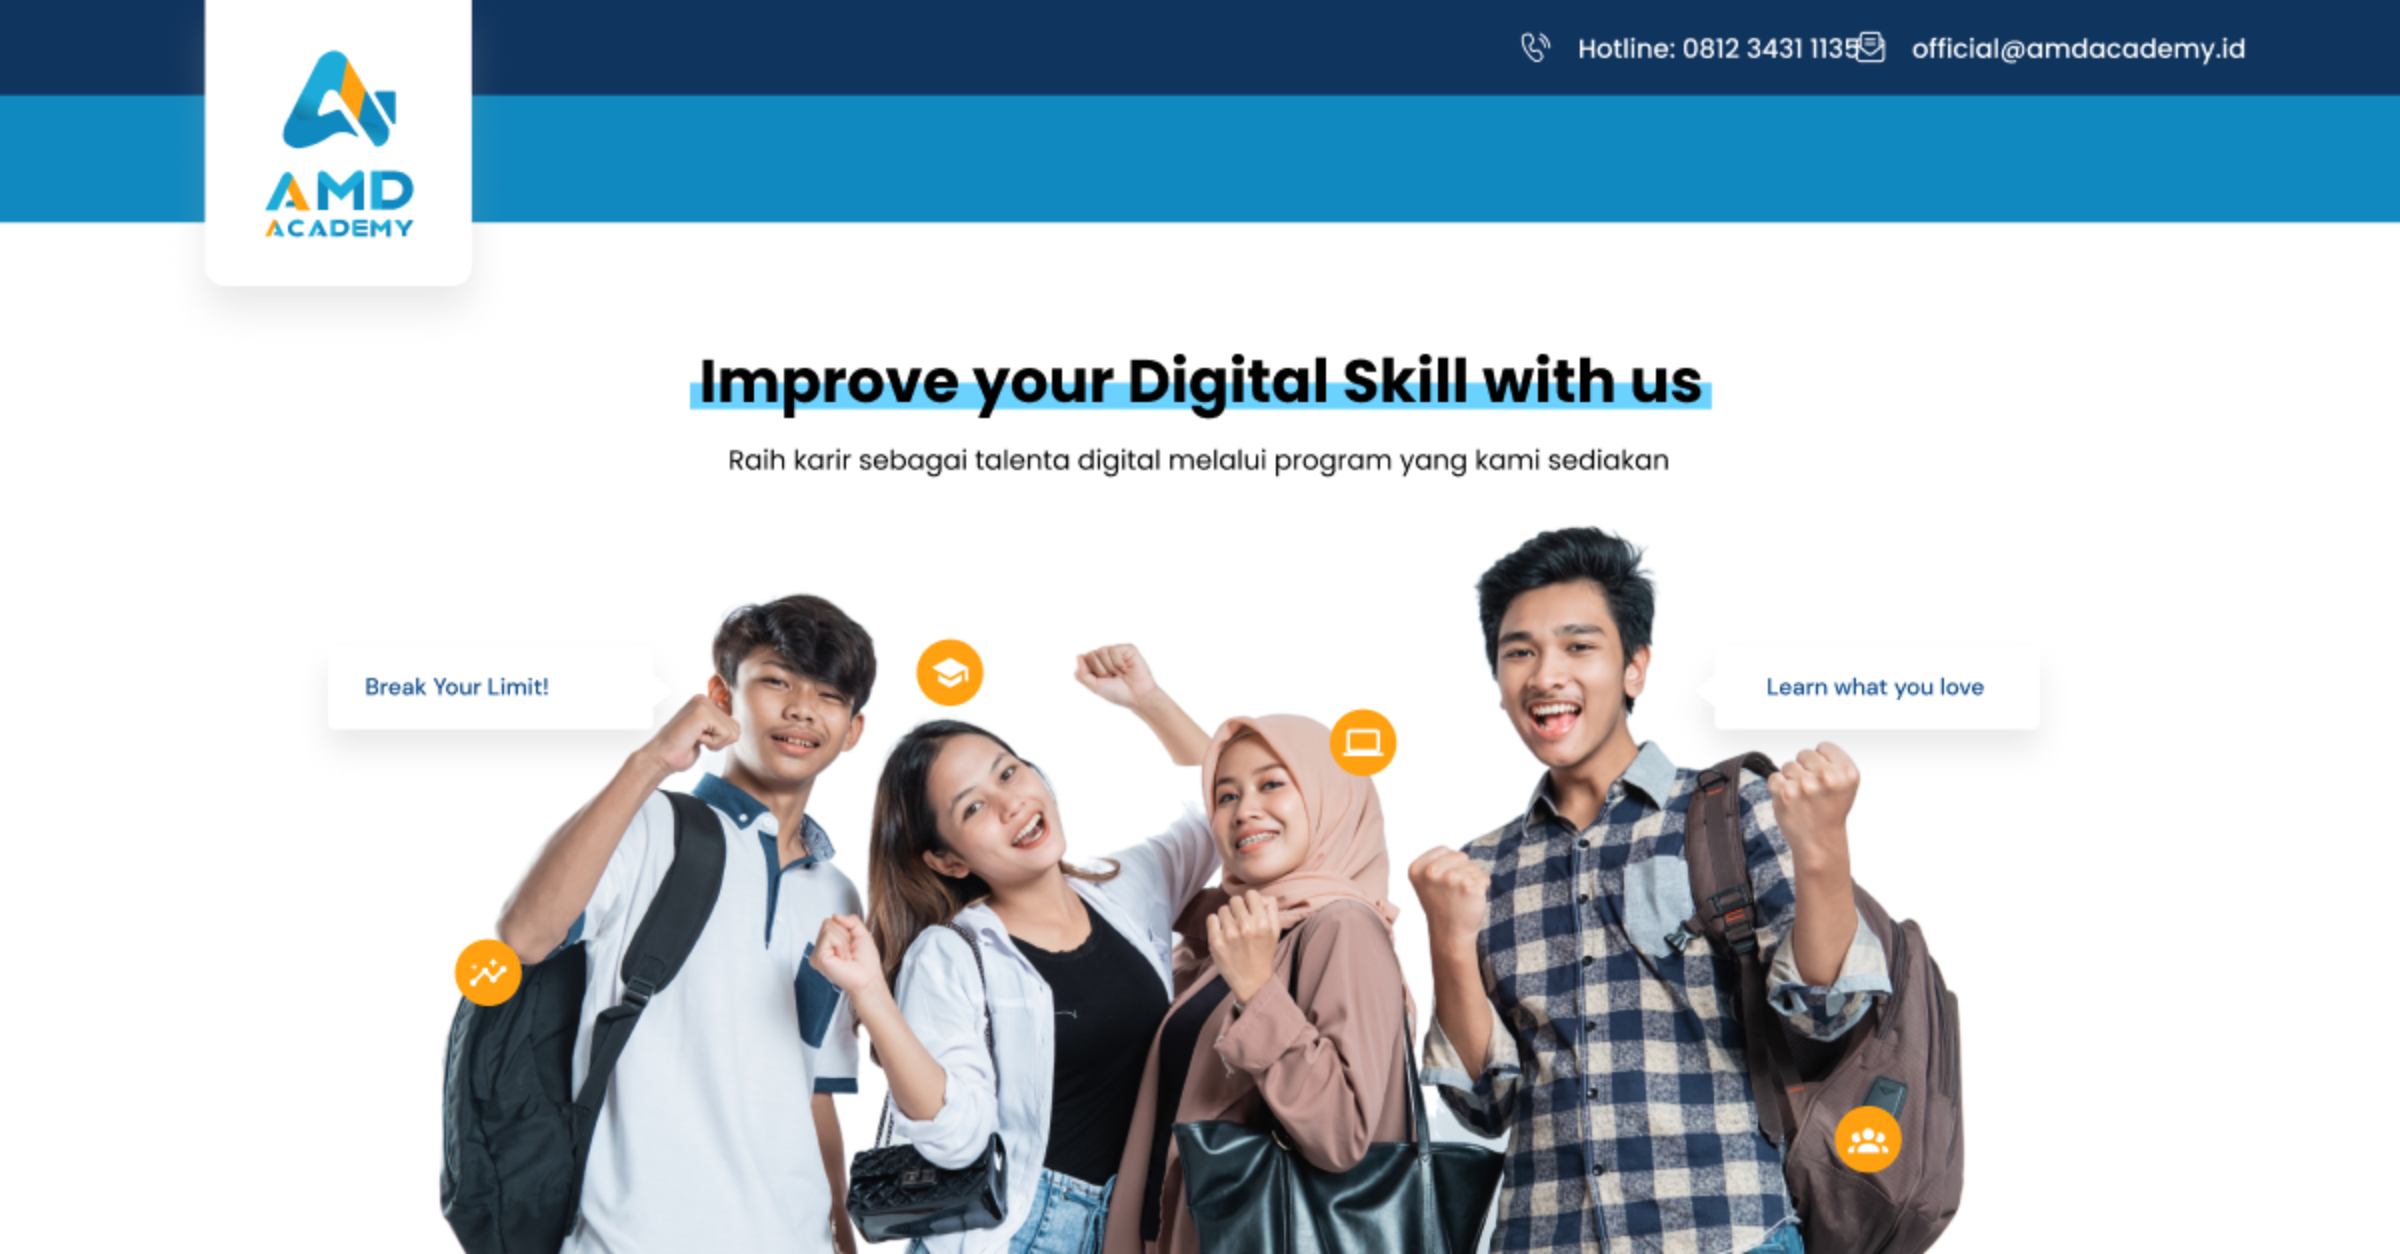 Hotline: 0812 3431 1135
official@amdacademy.id
AMD
ACADEMY
Improve your Digital Skill with us
Raih karir sebagai talenta digital melalui program yang kami sediakan
Break Your Limit!
Learn what you love